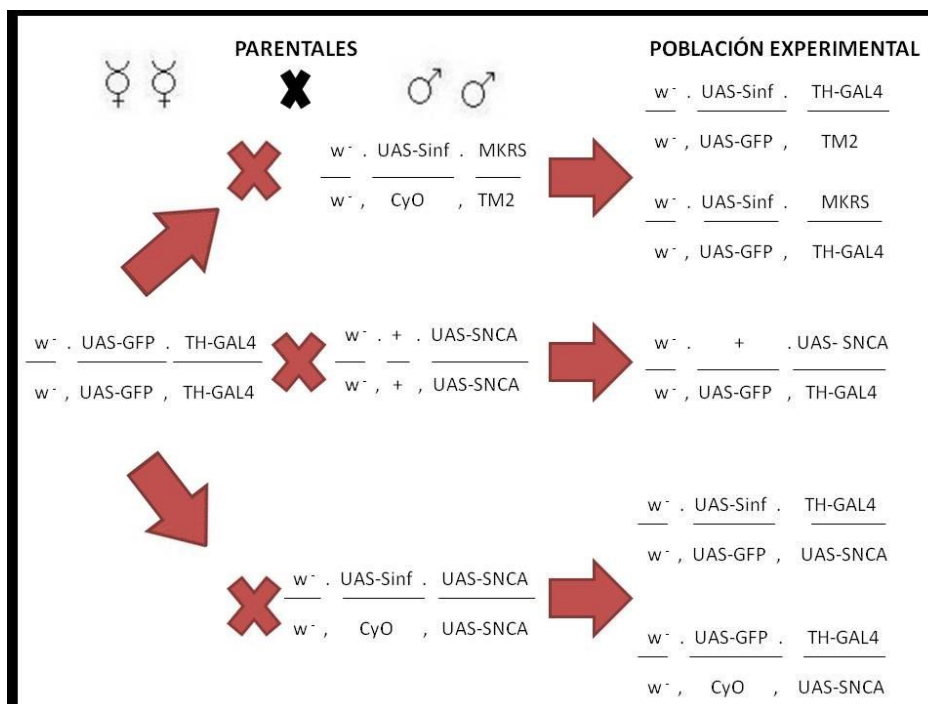 PARENTALES
POBLACIÓN EXPERIMENTAL
w⁻ . UAS-Sinf . TH-GAL4
w⁻ , UAS-GFP , TM2
w⁻ . UAS-Sinf . MKRS
w⁻, CyO , TM2
w⁻ . UAS-Sinf . MKRS
w⁻ , UAS-GFP , TH-GAL4
w⁻ . UAS-GFP . TH-GAL4
w⁻ , UAS-GFP , TH-GAL4
w⁻ . + . UAS-SNCA
w⁻, + , UAS-SNCA
w⁻ . + . UAS- SNCA
w⁻ , UAS-GFP , TH-GAL4
w⁻ . UAS-Sinf . UAS-SNCA
w⁻, CyO , UAS-SNCA
w⁻ . UAS-Sinf . TH-GAL4
w⁻, UAS-GFP , UAS-SNCA
w⁻ . UAS-GFP . TH-GAL4
w⁻, CyO , UAS-SNCA